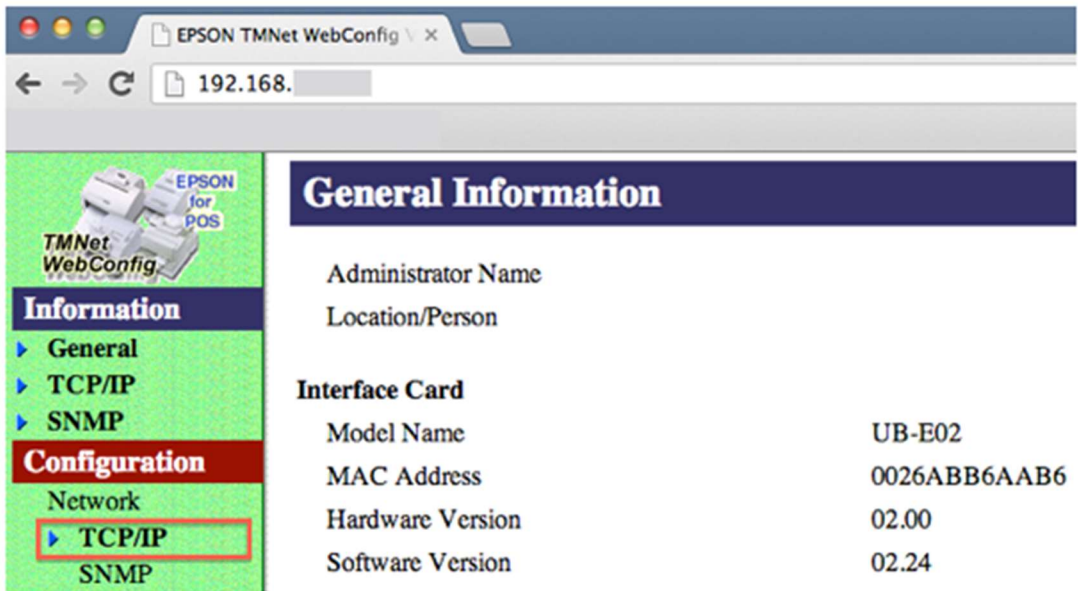 EPSON TMNet WebConfig
192.168.
EPSON
for
POS
TMNet
WebConfig
Information
General
TCP/IP
SNMP
Configuration
Network
TCP/IP
SNMP
General Information
Administrator Name
Location/Person
Interface Card
Model Name UB-E02
MAC Address 0026ABB6AAB6
Hardware Version 02.00
Software Version 02.24